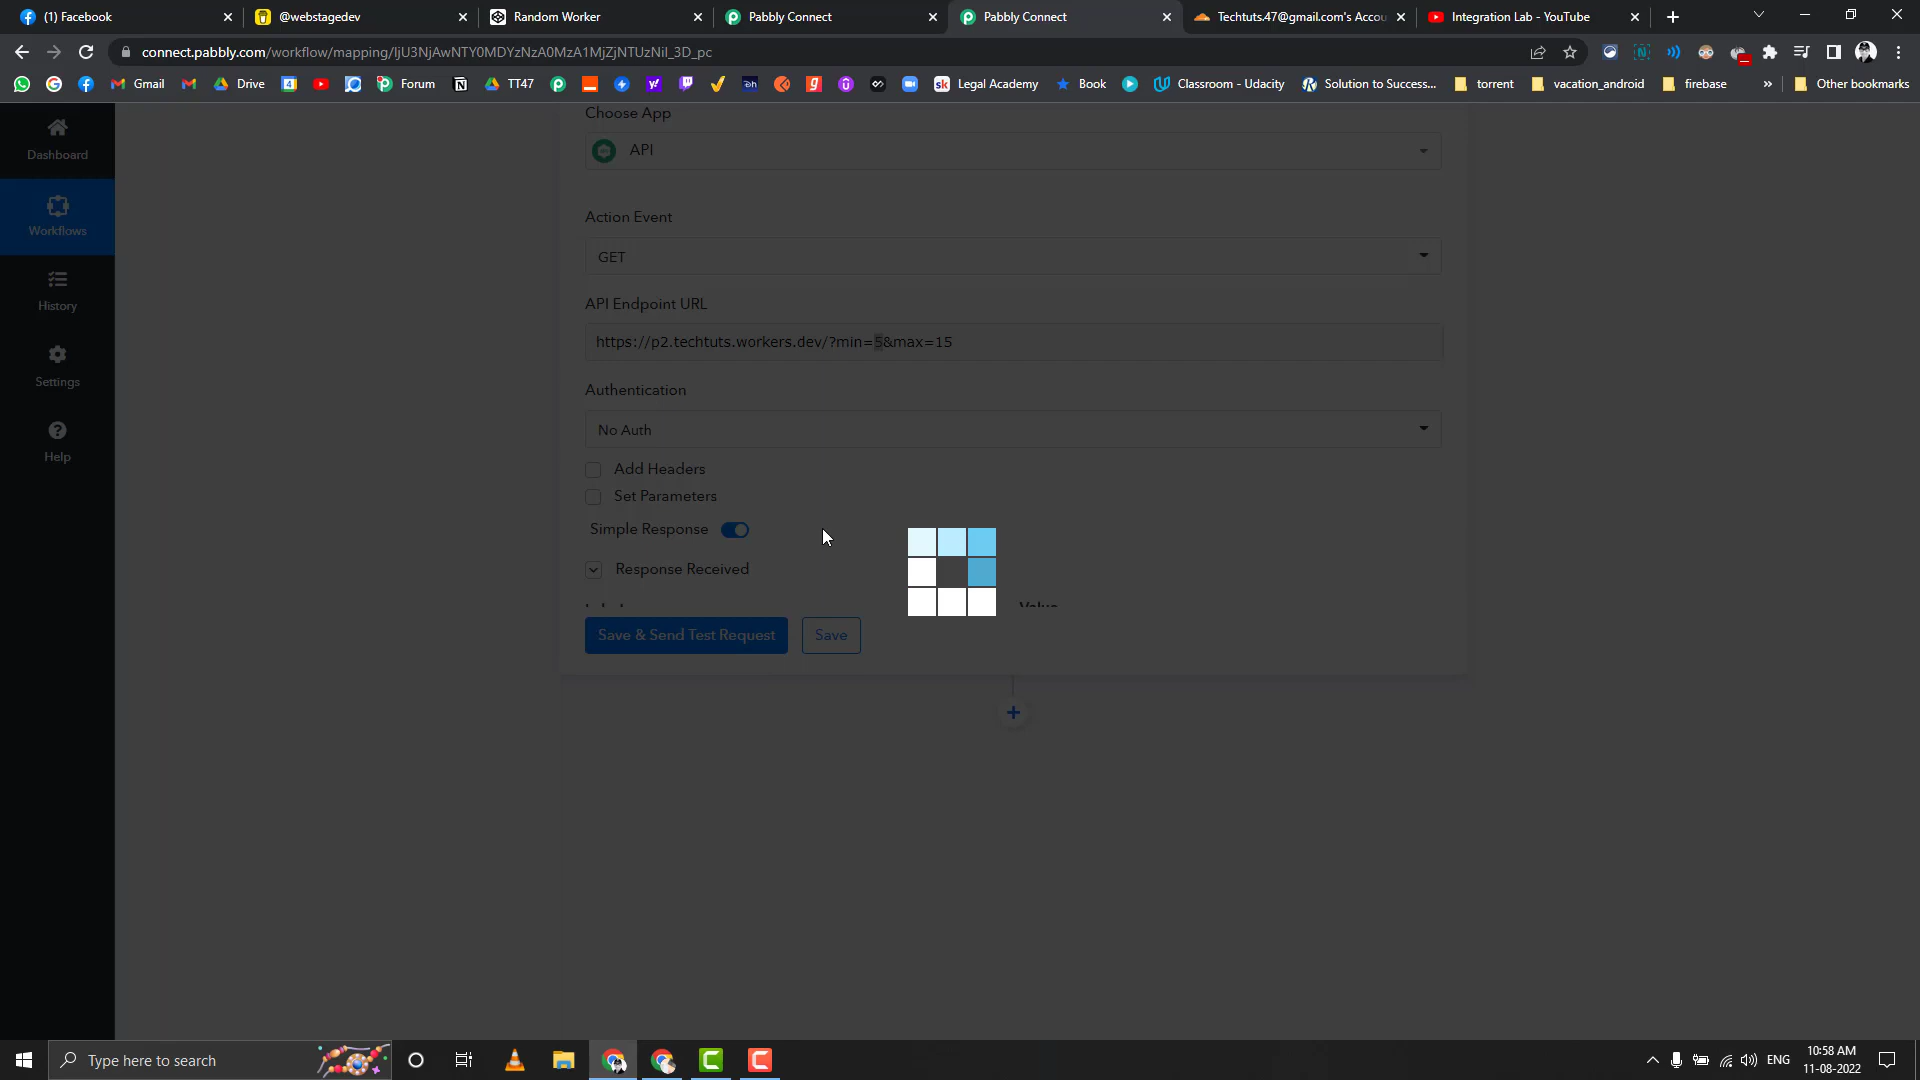 (1) Facebook
@webstagedev
Random Worker
Pabbly Connect
Pabbly Connect
Techtuts.47@gmail.com's Accou
Integration Lab - YouTube
connect.pabbly.com/workflow/mapping/IjU3NjAwNTY0MDYzNzA0MzA1MjZjNTUzNiI_3D_pc
Gmail
Drive
Forum
TT47
Legal Academy
Book
Classroom - Udacity
Solution to Success...
torrent
vacation_android
firebase
»
Other bookmarks
Dashboard
Workflows
History
Settings
Help
Choose App
API
Action Event
GET
API Endpoint URL
https://p2.techtuts.workers.dev/?min=5&max=15
Authentication
No Auth
Add Headers
Set Parameters
Simple Response
Response Received
Value
Save & Send Test Request
Save
Type here to search
ENG
10:58 AM
11-08-2022